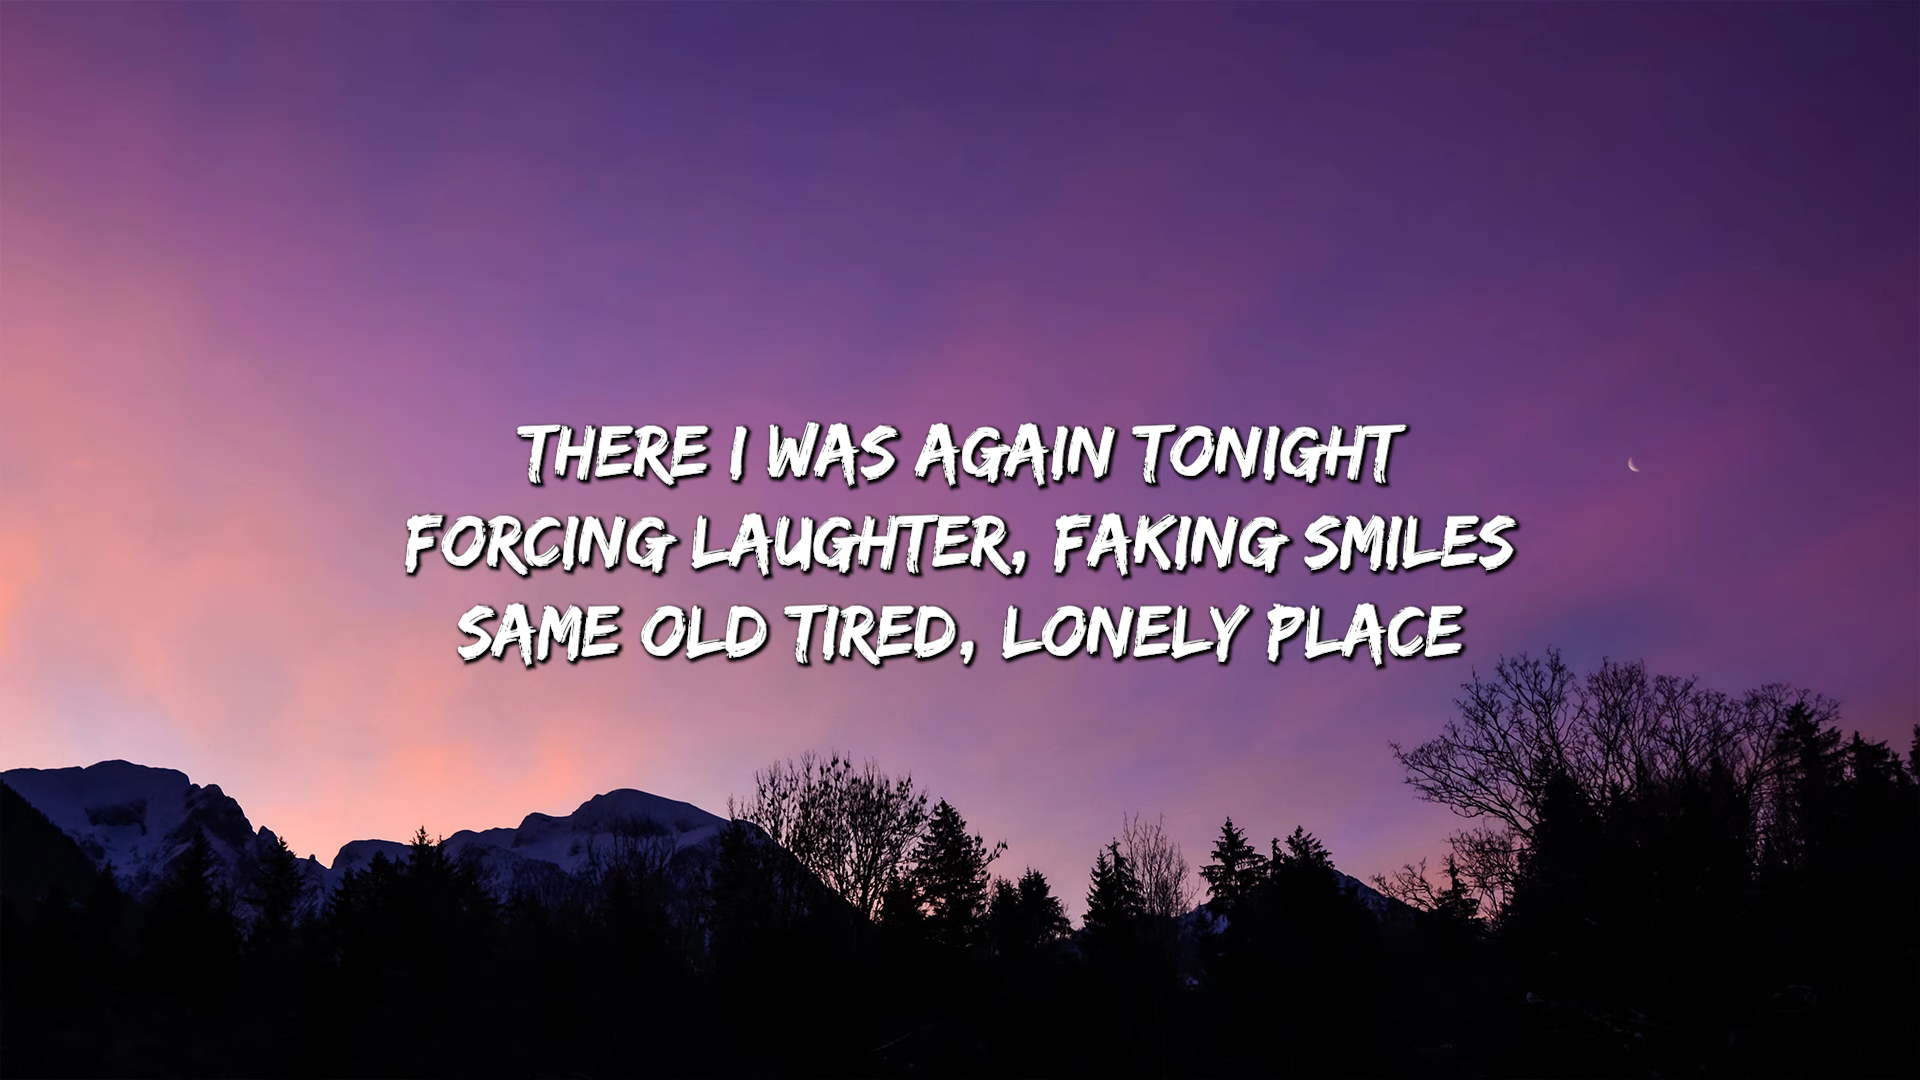 THERE I WAS AGAIN TONIGHT
FORCING LAUGHTER, FAKING SMILES
SAME OLD TIRED, LONELY PLACE